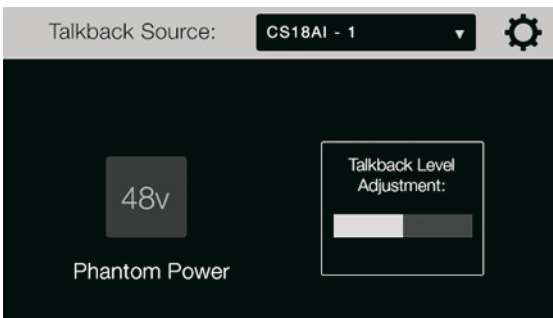 Talkback Source:
CS18AI - 1
48v
Phantom Power
Talkback Level
Adjustment: